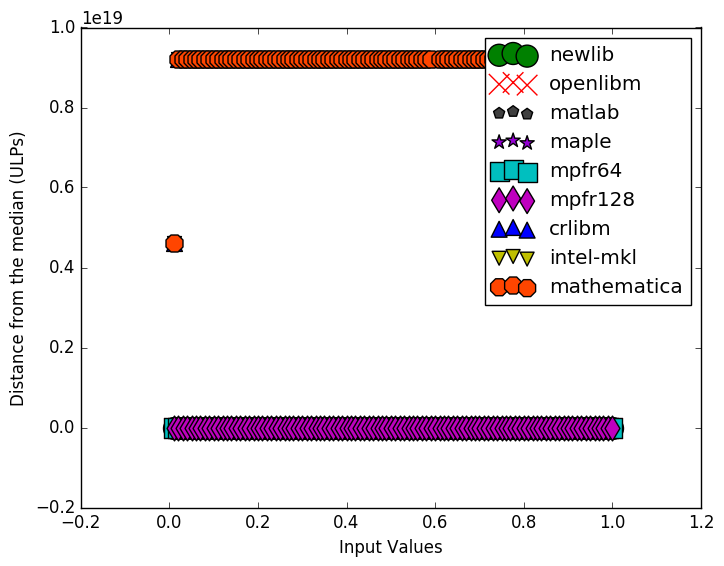 1e19
1.0
0.8
0.6
0.4
0.2
0.0
−0.2
Distance from the median (ULPs)
newlib
openlibm
matlab
maple
mpfr64
mpfr128
crlibm
intel-mkl
mathematica
−0.2 0.0 0.2 0.4 0.6 0.8 1.0 1.2
Input Values